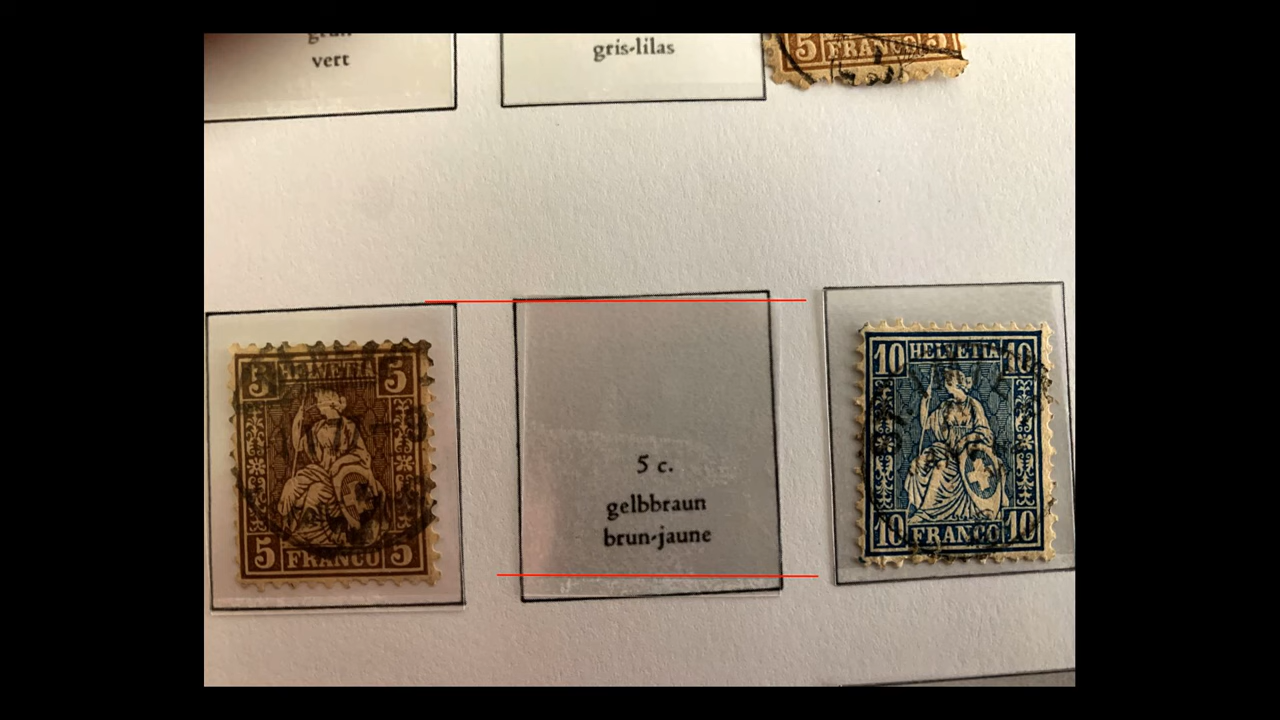 vert
gris-lilas
5 FRANCO 5
5 HELVETIA 5
5 FRANCO 5
5 c.
gelbbraun
brun-jaune
10 HELVETIA 10
10 FRANCO 10